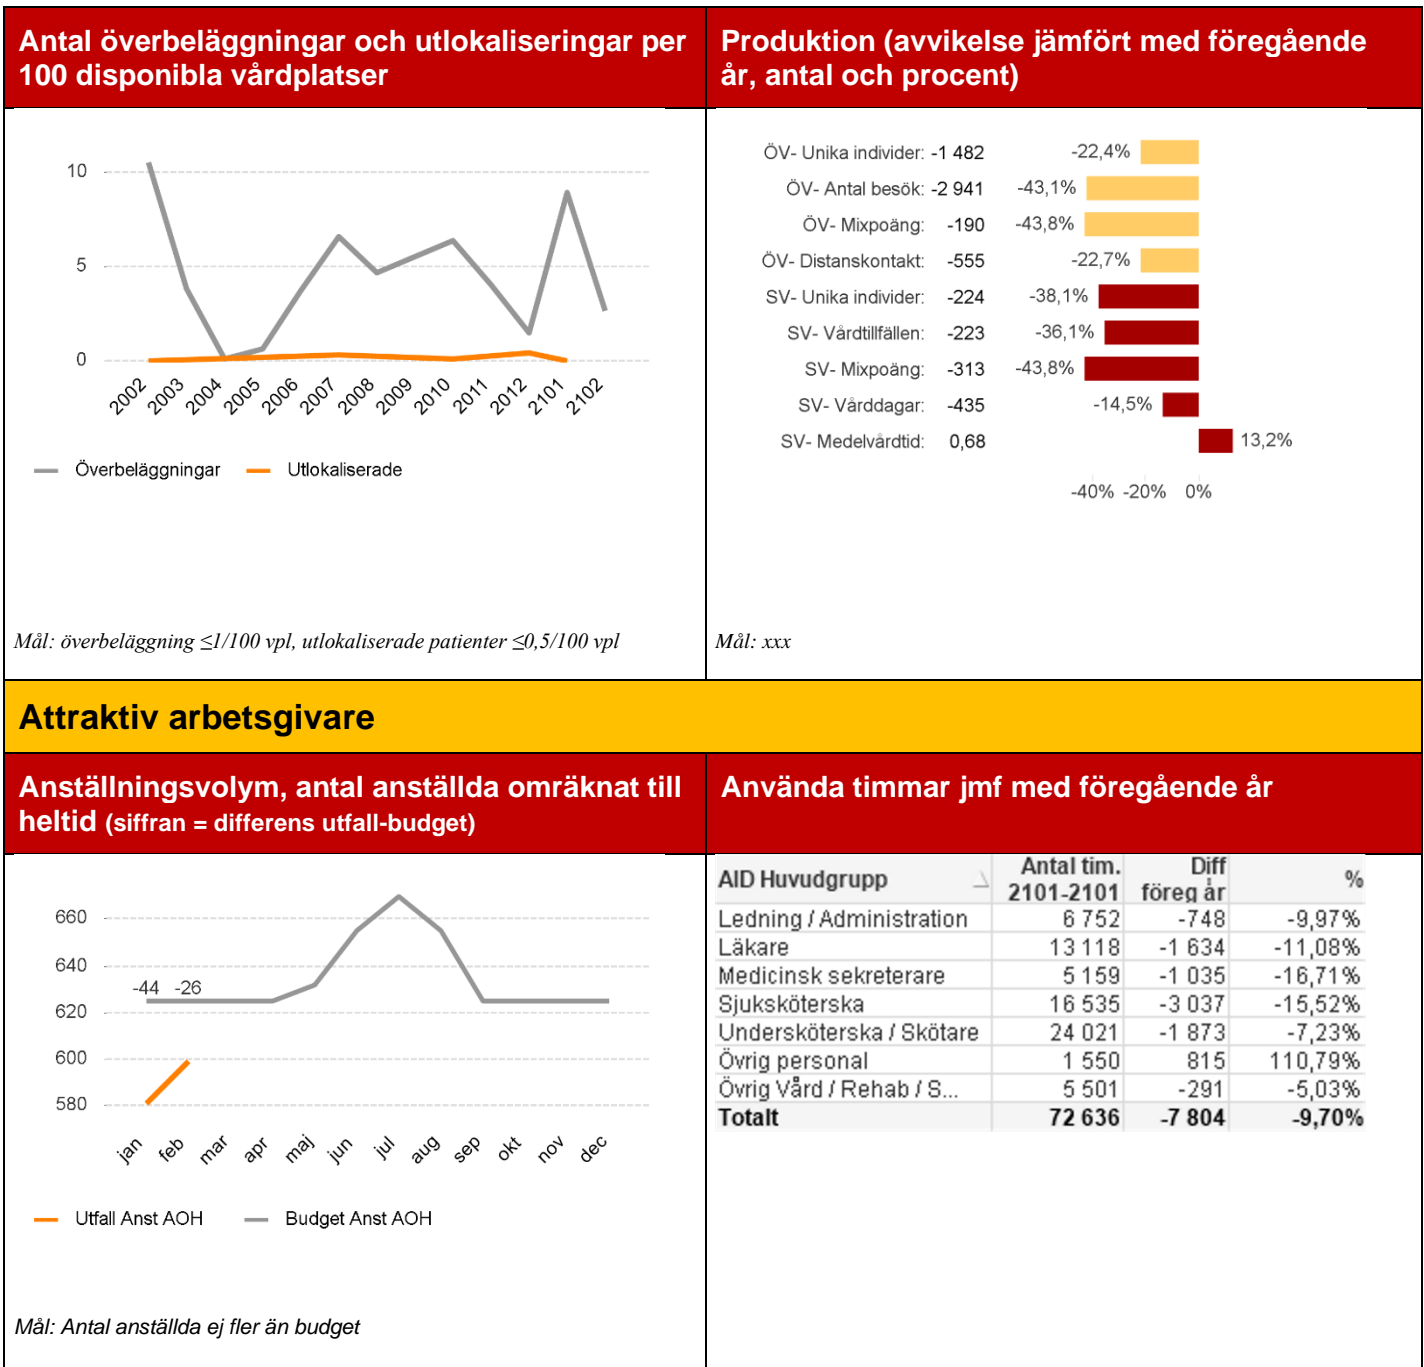 Antal överbeläggningar och utlokaliseringar per
100 disponibla vårdplatser
Produktion (avvikelse jämfört med föregående
år, antal och procent)
10
5
0
2002 2003 2004 2005 2006 2007 2008 2009 2010 2011 2012 2101 2102
Överbeläggningar Utlokaliserade
Mål: överbeläggning ≤1/100 vpl, utlokaliserade patienter ≤0,5/100 vpl
ÖV- Unika individer: -1 482 -22,4%
ÖV- Antal besök: -2 941 -43,1%
ÖV- Mixpoäng: -190 -43,8%
ÖV- Distanskontakt: -555 -22,7%
SV- Unika individer: -224 -38,1%
SV- Vårdtillfällen: -223 -36,1%
SV- Mixpoäng: -313 -43,8%
SV- Vårddagar: -435 -14,5%
SV- Medelvårdtid: 0,68 13,2%
-40% -20% 0%
Mål: xxx
Attraktiv arbetsgivare
Anställningsvolym, antal anställda omräknat till
heltid (siffran = differens utfall-budget)
Använda timmar jmf med föregående år
660
640
-44 -26
620
600
580
jan feb mar apr maj jun jul aug sep okt nov dec
Utfall Anst AOH Budget Anst AOH
Mål: Antal anställda ej fler än budget
AID Huvudgrupp Antal tim. 2101-2101 Diff föreg år %
Ledning / Administration 6 752 -748 -9,97%
Läkare 13 118 -1 634 -11,08%
Medicinsk sekreterare 5 159 -1 035 -16,71%
Sjuksköterska 16 535 -3 037 -15,52%
Undersköterska / Skötare 24 021 -1 873 -7,23%
Övrig personal 1 550 815 110,79%
Övrig Vård / Rehab / S... 5 501 -291 -5,03%
Totalt 72 636 -7 804 -9,70%